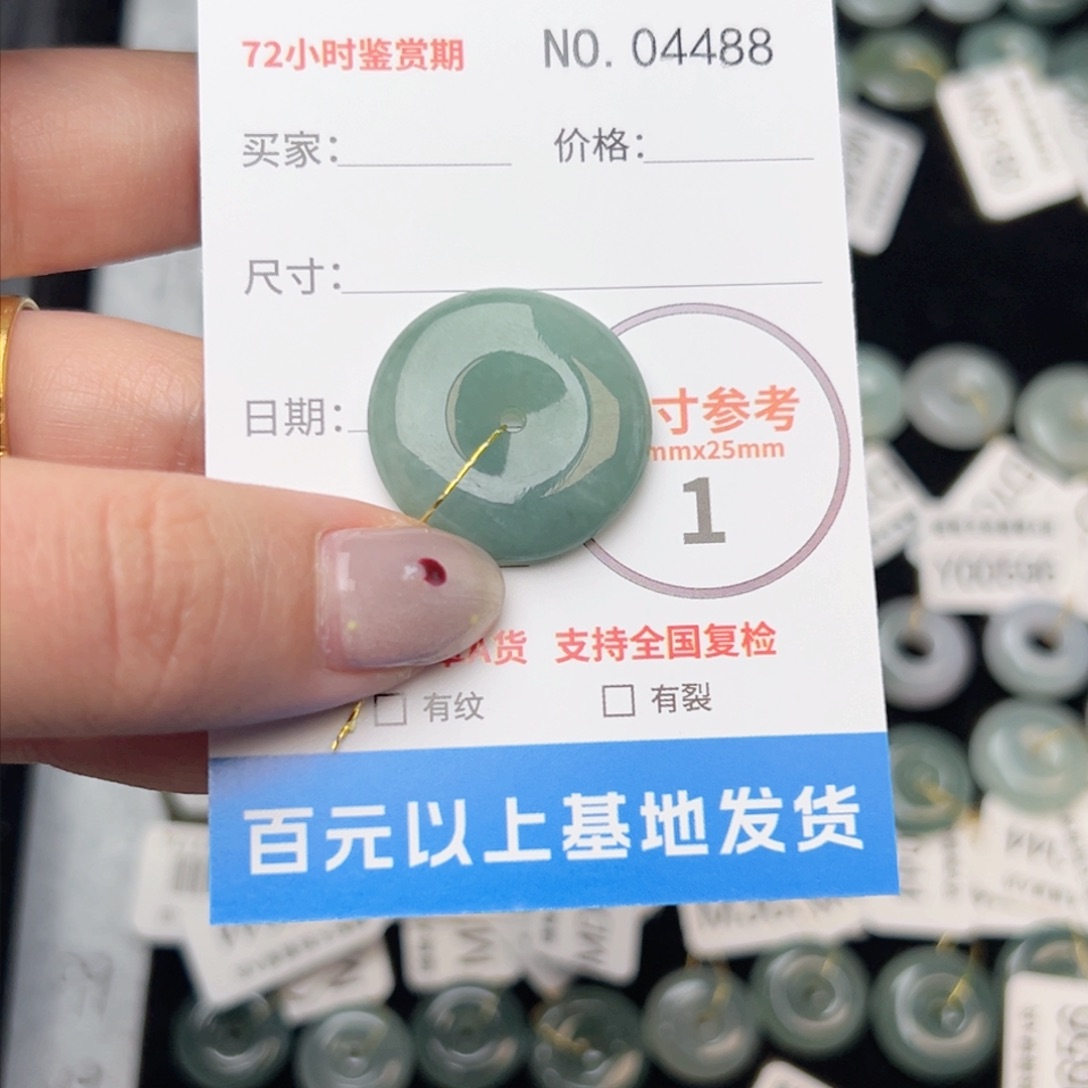 72小时鉴赏期 NO. 04488
买家: 价格:
尺寸:
日期: 寸参考
mmx25mm
1
A货 支持全国复检
有纹 有裂
百元以上基地发货
Y00596